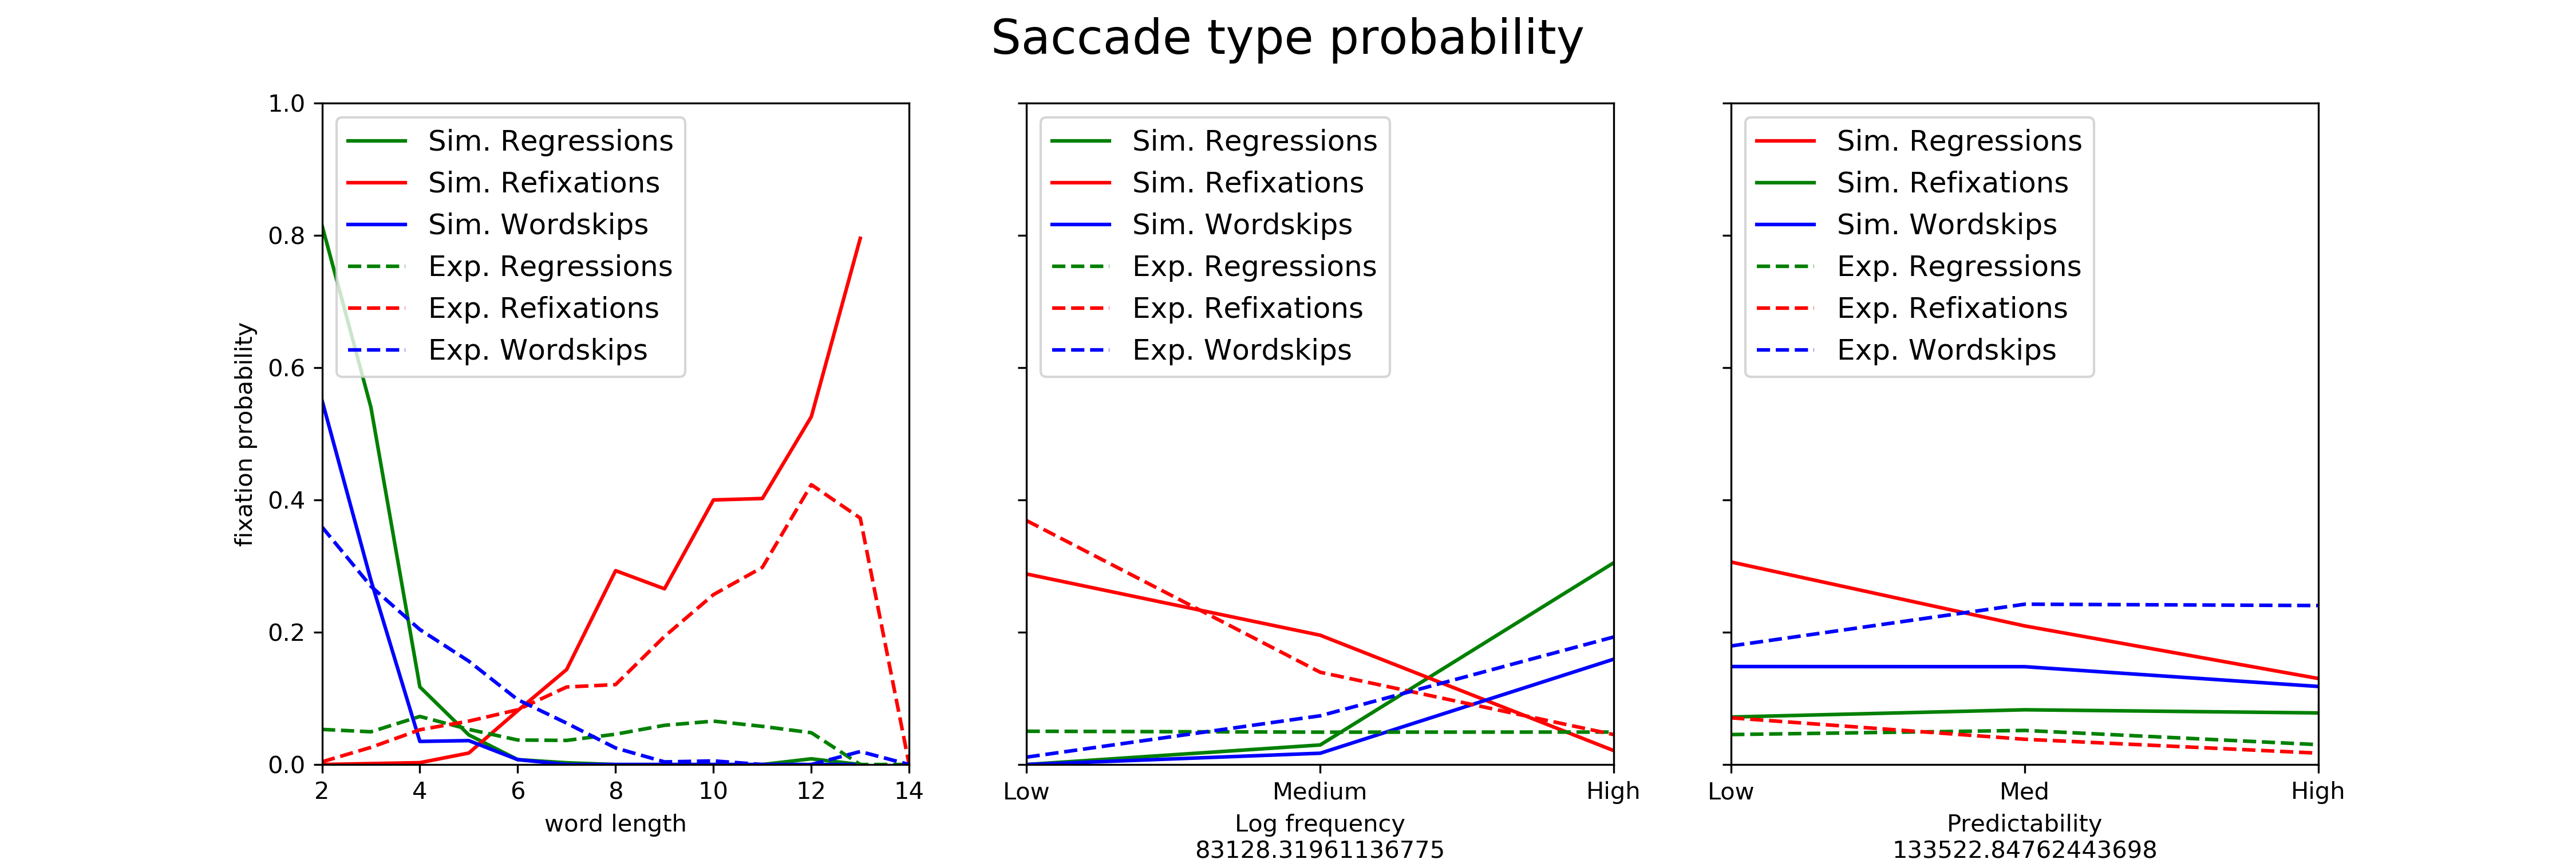 Saccade type probability
fixation probability
1.0
0.8
0.6
0.4
0.2
0.0
Sim. Regressions
Sim. Refixations
Sim. Wordskips
Exp. Regressions
Exp. Refixations
Exp. Wordskips
2 4 6 8 10 12 14
word length
Sim. Regressions
Sim. Refixations
Sim. Wordskips
Exp. Regressions
Exp. Refixations
Exp. Wordskips
Low Medium High
Log frequency
83128.31961136775
Sim. Regressions
Sim. Refixations
Sim. Wordskips
Exp. Regressions
Exp. Refixations
Exp. Wordskips
Low Med High
Predictability
133522.84762443698